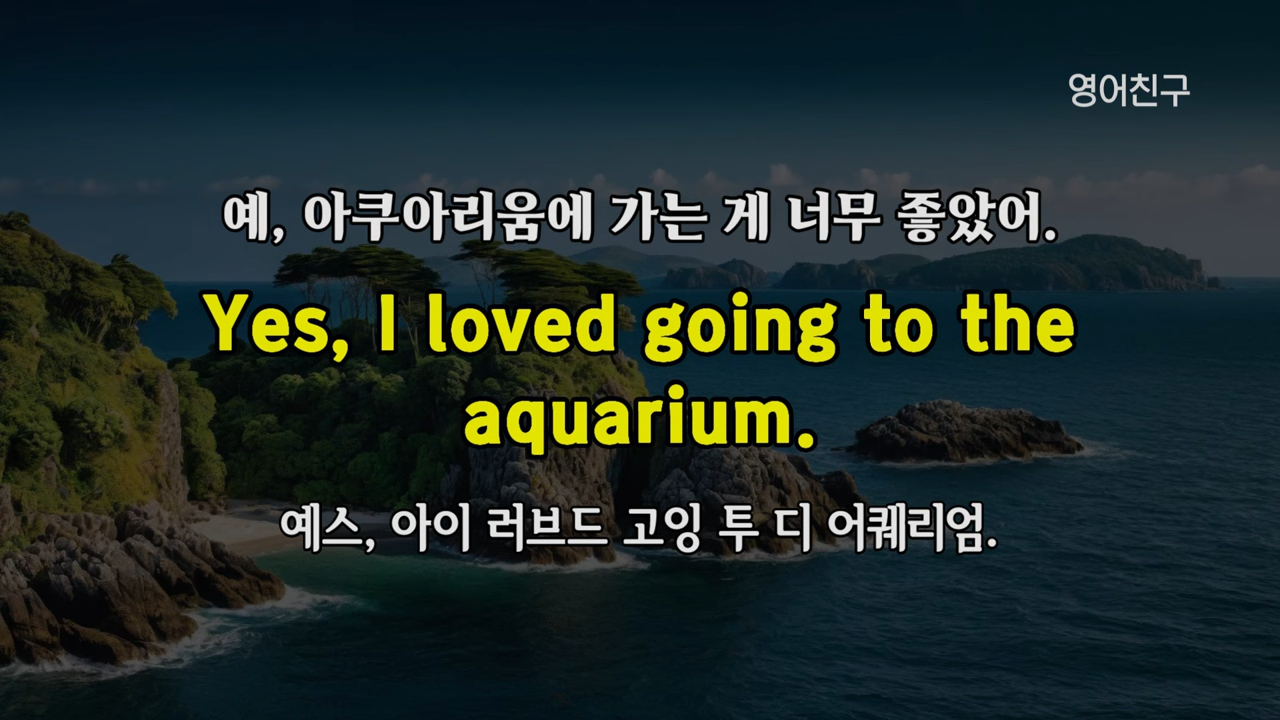 영어친구
예, 아쿠아리움에 가는 게 너무 좋았어.
Yes, I loved going to the
aquarium.
예스, 아이 러브드 고잉 투 디 어퀘리엄.